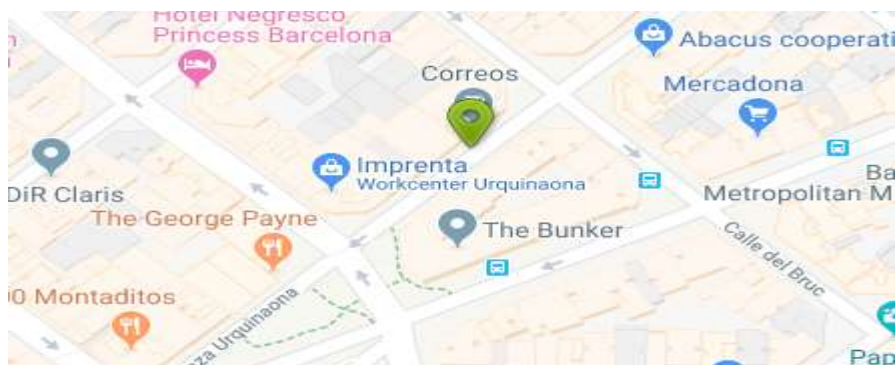 Hotel Negresco
Princess Barcelona
Abacus cooperati
Correos
Mercadona
Imprenta
Workcenter Urquinaona
Ba
Metropolitan M
DiR Claris
The George Payne
The Bunker
Calle del Bruc
0 Montaditos
za Urquinaona
Pap